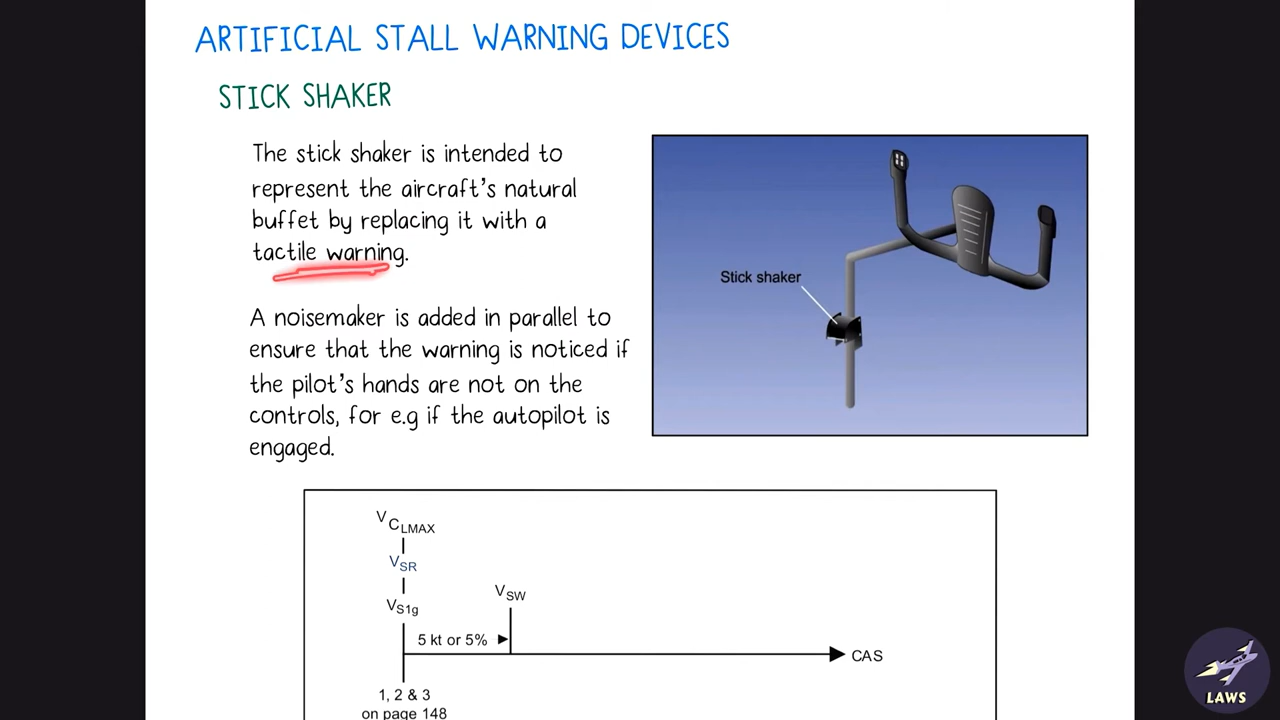 ARTIFICIAL STALL WARNING DEVICES
STICK SHAKER
The stick shaker is intended to
represent the aircraft's natural
buffet by replacing it with a
tactile warning.
A noisemaker is added in parallel to
ensure that the warning is noticed if
the pilot's hands are not on the
controls, for e.g if the autopilot is
engaged.
Stick shaker
VCLMAX
VSR
VS1g
VSW
5 kt or 5%
CAS
1, 2 & 3
on page 148
LAWS